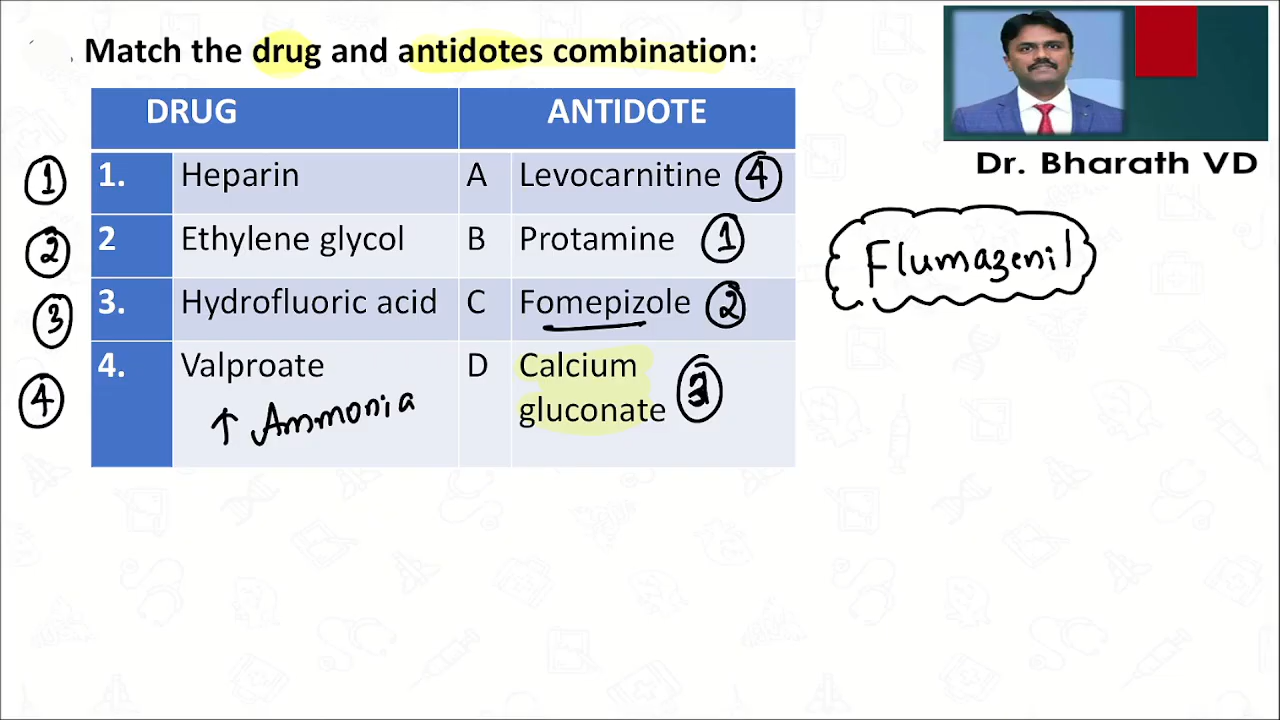 Match the drug and antidotes combination:
Dr. Bharath VD
DRUG ANTIDOTE
① 1. Heparin A Levocarnitine ④
② 2 Ethylene glycol B Protamine ①
Flumazenil
③ 3. Hydrofluoric acid C Fomepizole ②
④ 4. Valproate D Calcium
gluconate ③
↑ Ammonia